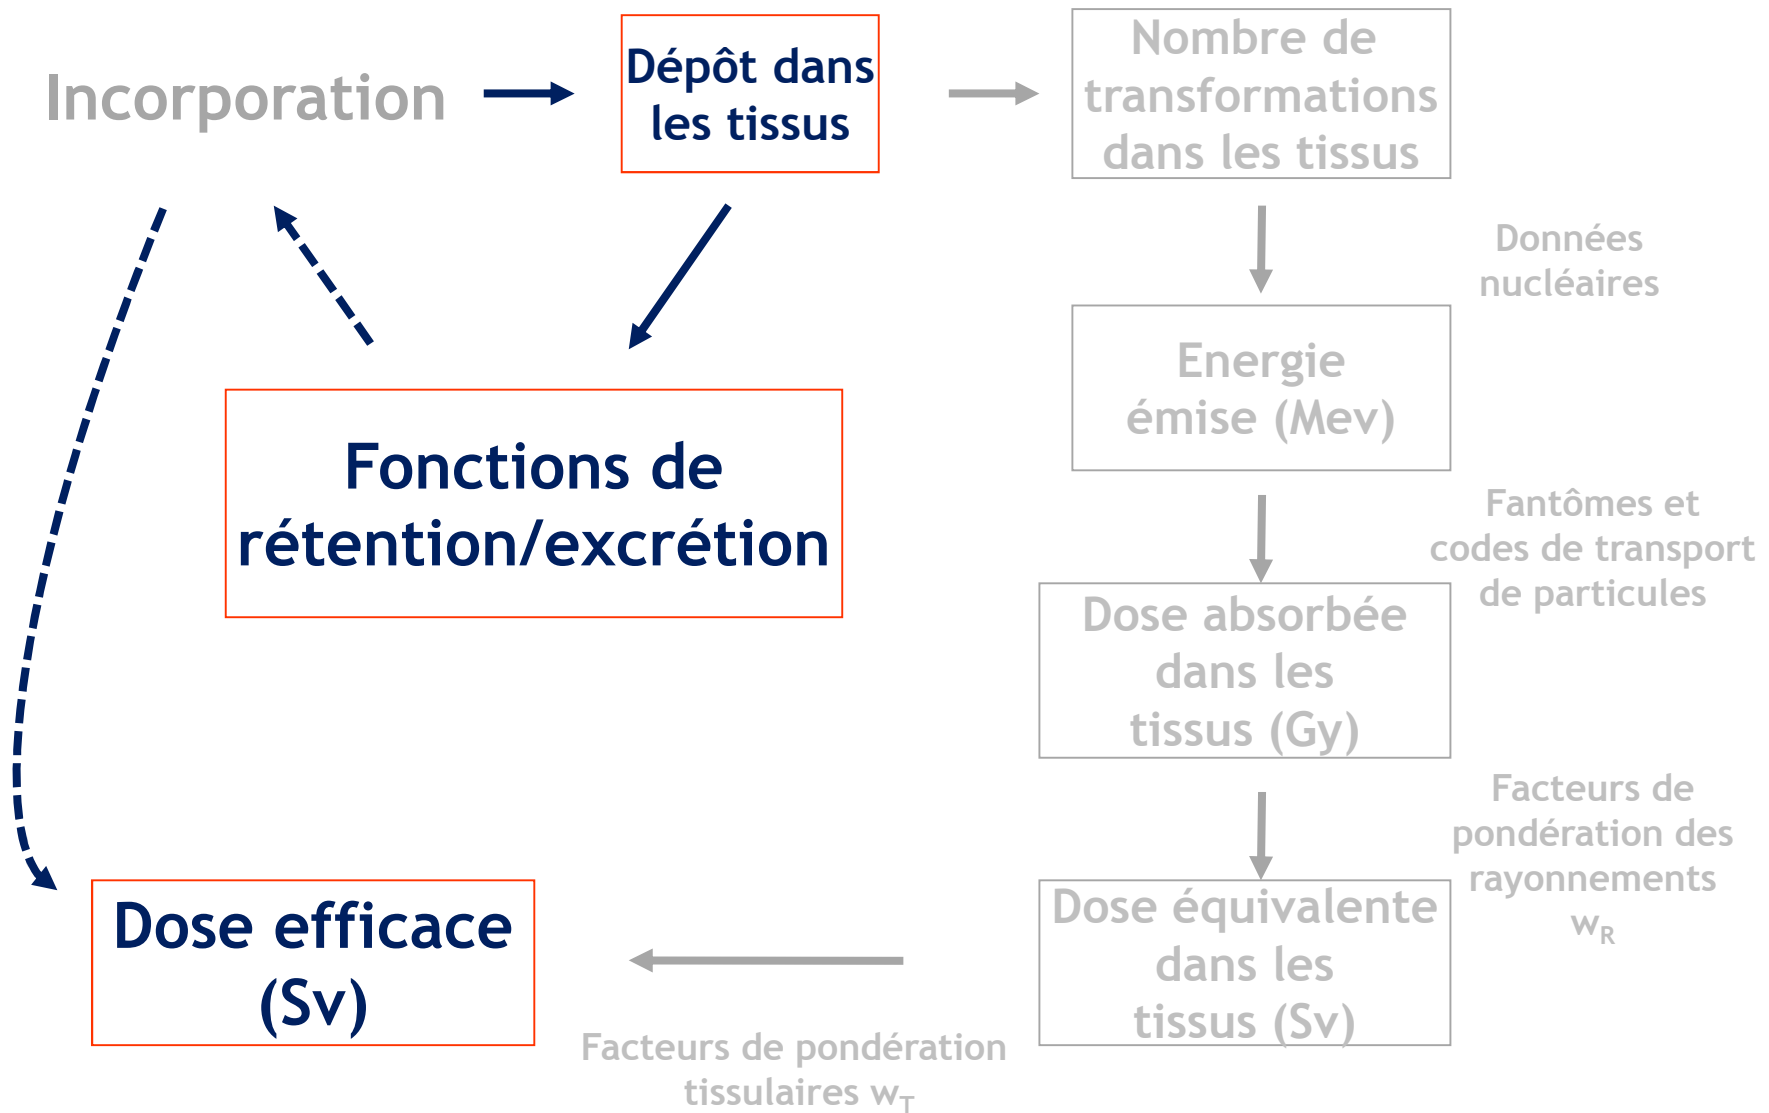 Incorporation
Dépôt dans
les tissus
Nombre de
transformations
dans les tissus
Données
nucléaires
Energie
émise (Mev)
Fonctions de
rétention/excrétion
Fantômes et
codes de transport
de particules
Dose absorbée
dans les
tissus (Gy)
Facteurs de
pondération des
rayonnements
w_R
Dose équivalente
dans les
tissus (Sv)
Dose efficace
(Sv)
Facteurs de pondération
tissulaires w_T